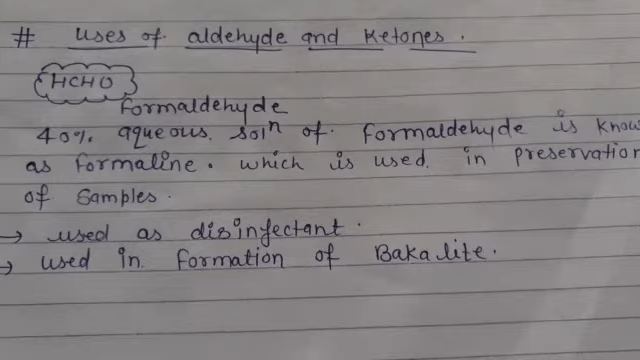 # Uses of aldehyde and Ketones.
HCHO
Formaldehyde
40% aqueous solⁿ of formaldehyde is know
as formaline. which is used in preservation
of samples.
→ used as disinfectant.
→ used in formation of Bakalite.